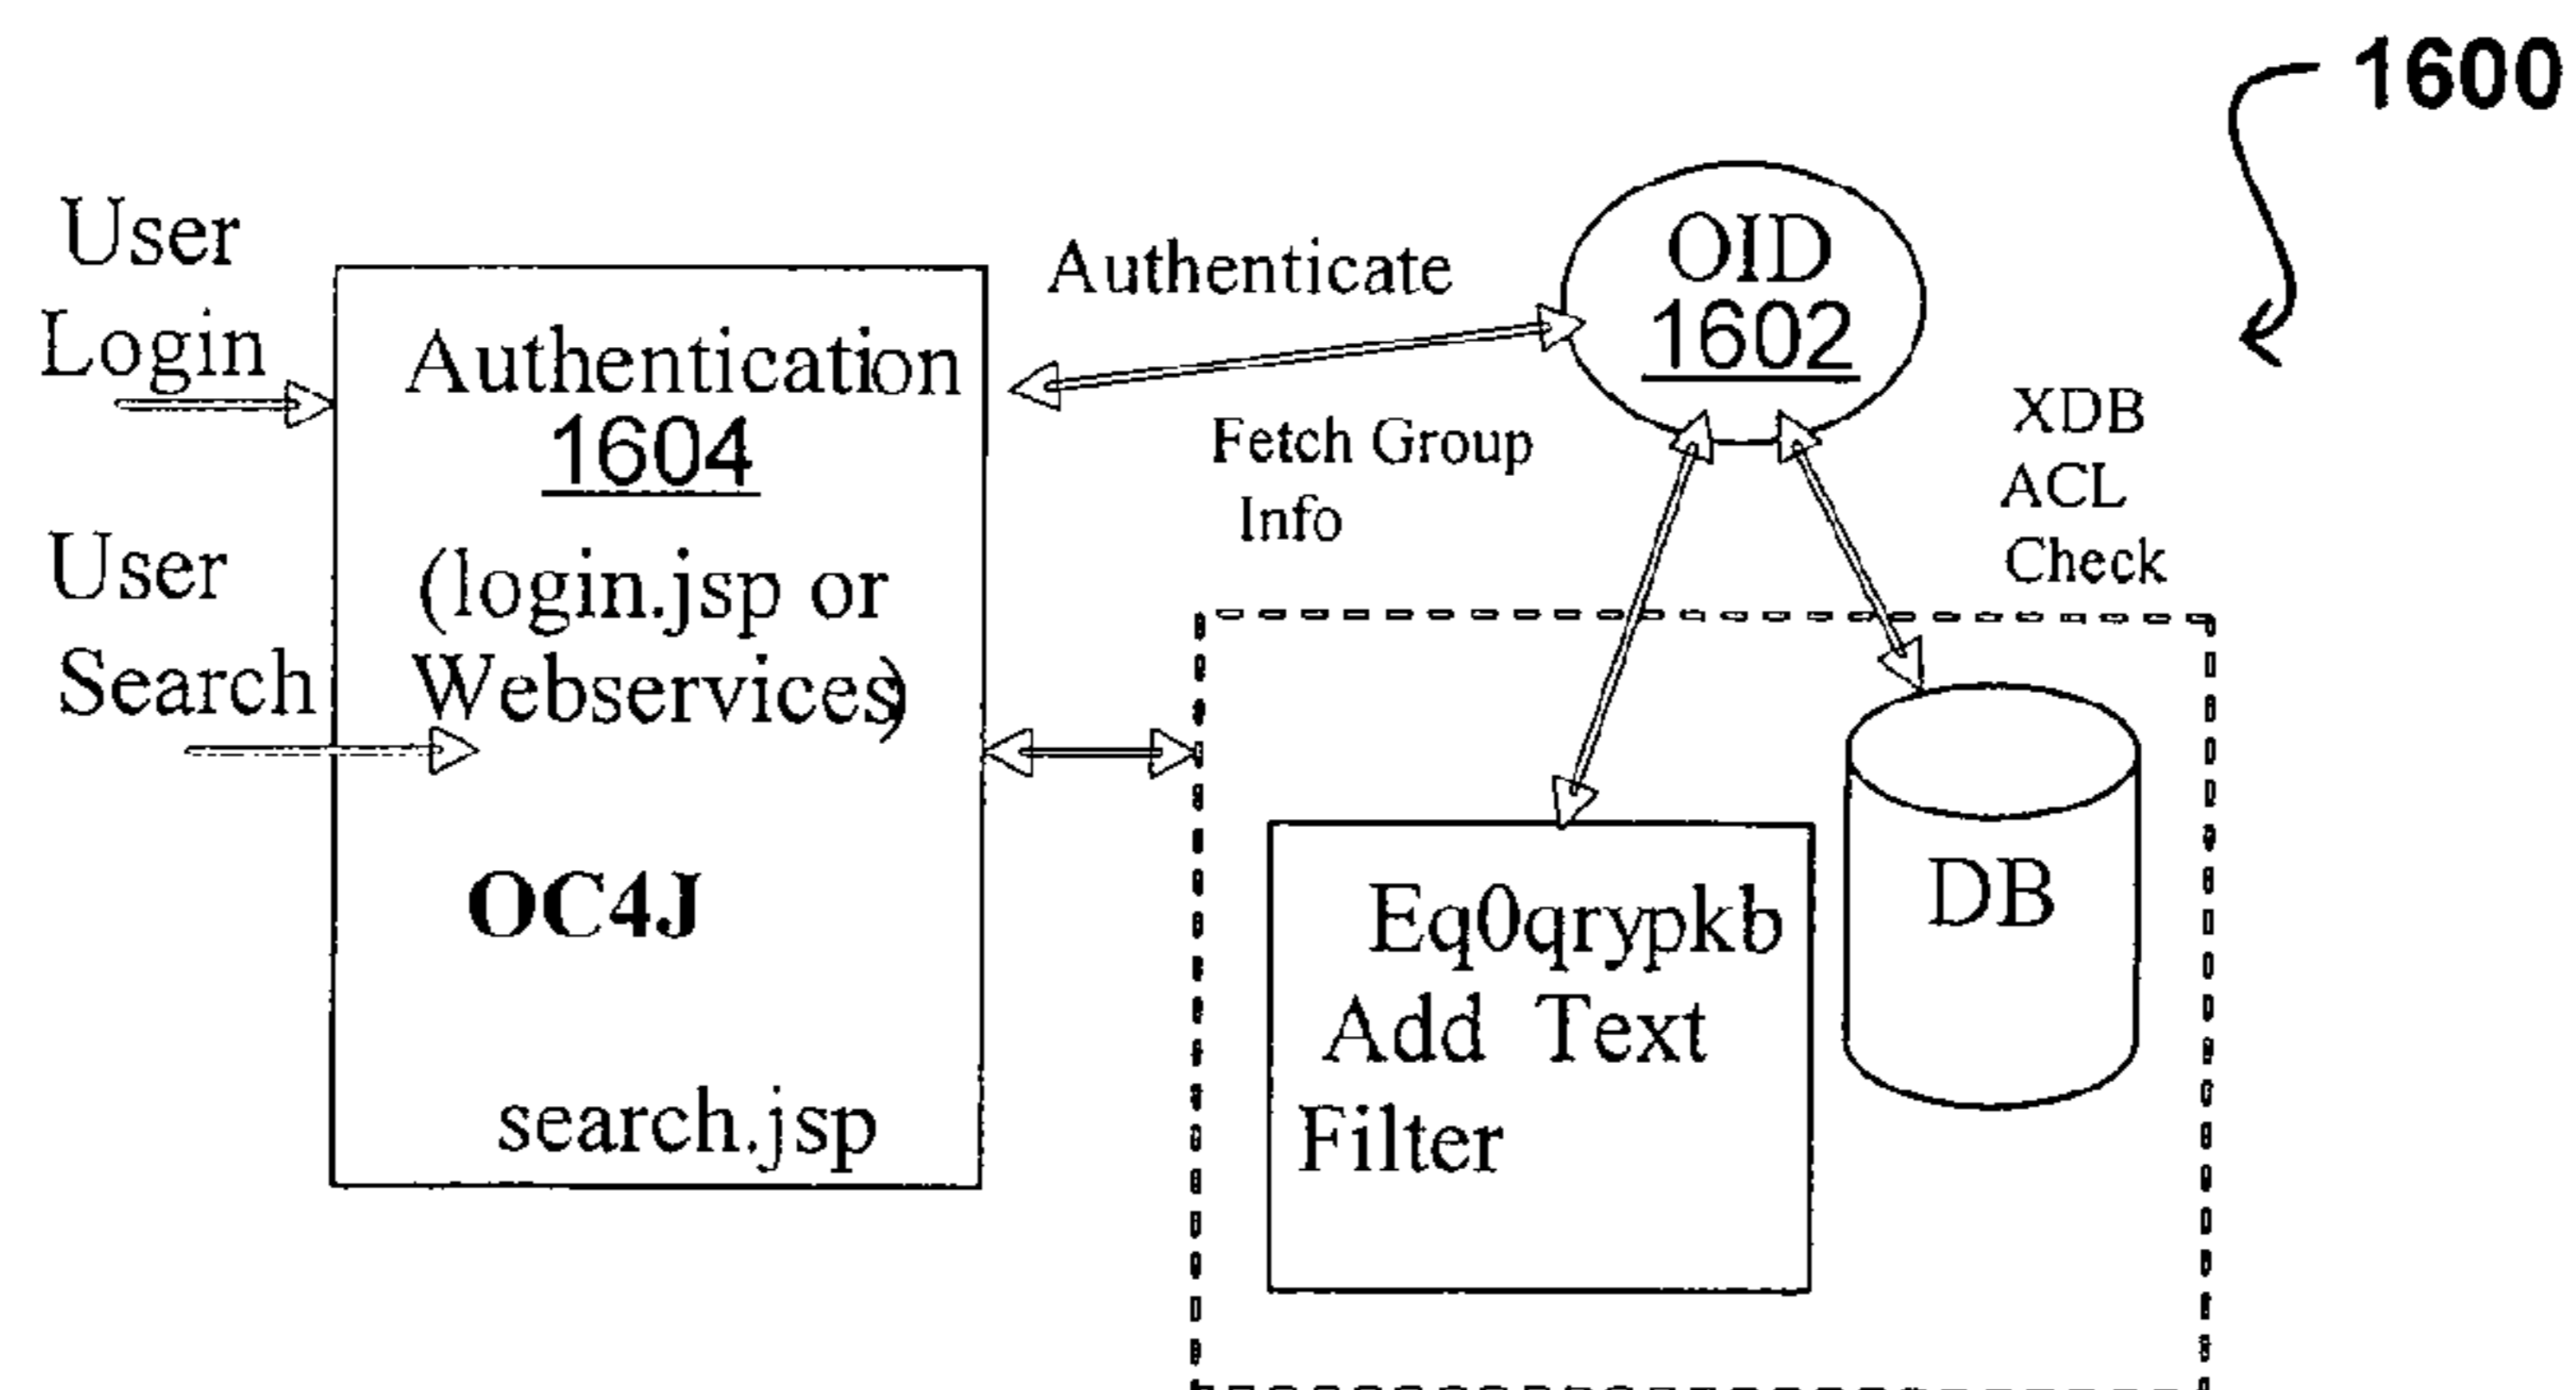 1600
User
Login
User
Search
Authentication
1604
(login.jsp or
Webservices)
OC4J
search.jsp
Authenticate
OID
1602
Fetch Group
Info
XDB
ACL
Check
Eq0qrypkb
Add Text
Filter
DB